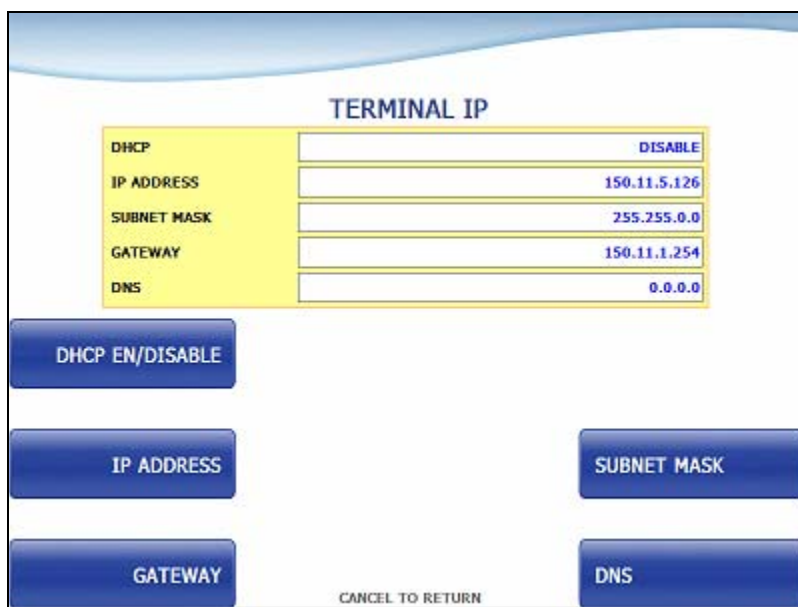 TERMINAL IP
DHCP DISABLE
IP ADDRESS 150.11.5.126
SUBNET MASK 255.255.0.0
GATEWAY 150.11.1.254
DNS 0.0.0.0
DHCP EN/DISABLE
IP ADDRESS SUBNET MASK
GATEWAY DNS
CANCEL TO RETURN